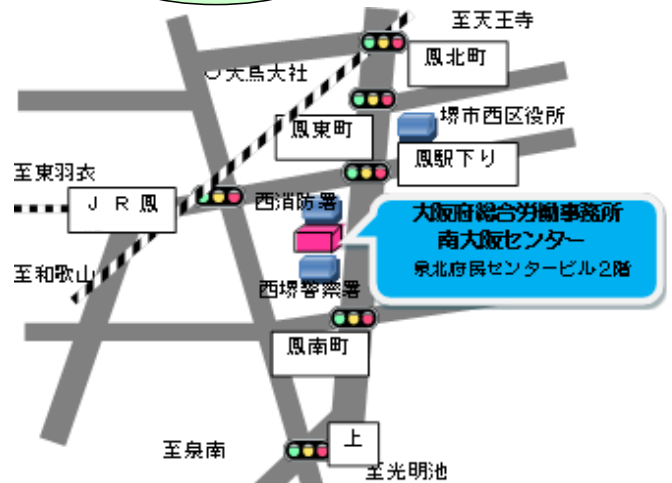 至天王寺
鳳北町
大鳥大社
堺市西区役所
鳳東町
鳳駅下り
至東羽衣
ＪＲ鳳
西消防署
大阪府総合労働事務所
南大阪センター
泉北府民センタービル２階
至和歌山
西堺警察署
鳳南町
上
至泉南
至光明池